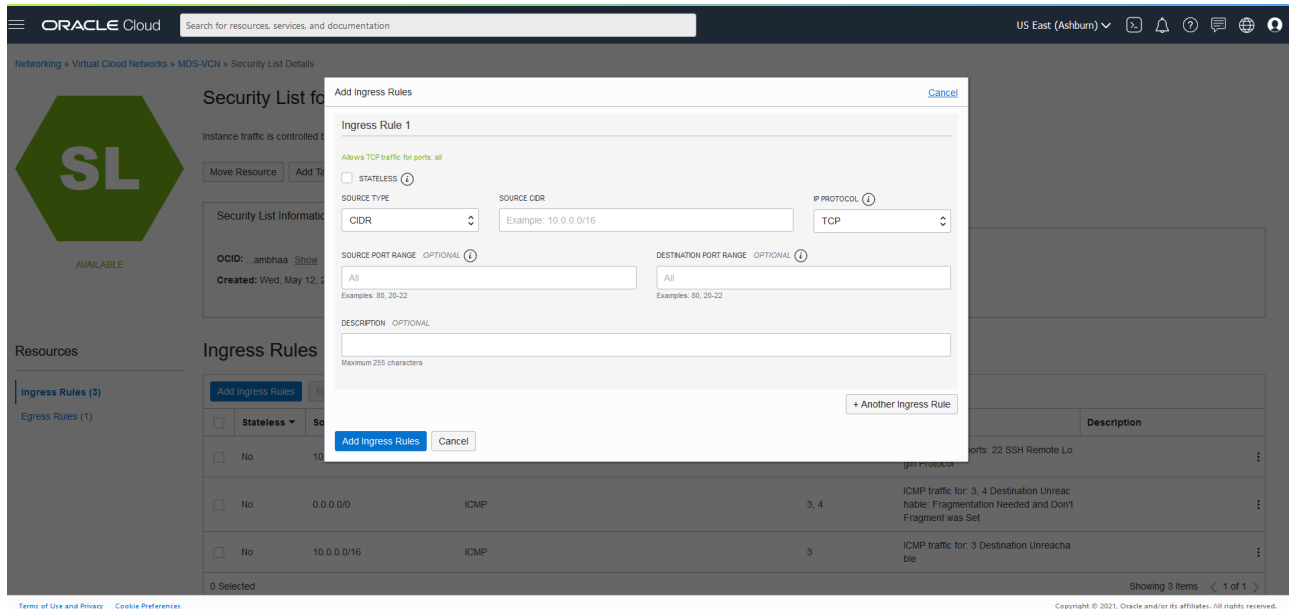 ORACLE Cloud
Search for resources, services, and documentation
US East (Ashburn)
Networking » Virtual Cloud Networks » MDS-VCN » Security List Details
SL
AVAILABLE
Security List fo
Instance traffic is controlled b
Move Resource
Add Ta
Security List Informatio
OCID: ...ambhaa Show
Created: Wed, May 12, 2
Add Ingress Rules
Cancel
Ingress Rule 1
Allows TCP traffic for ports: all
STATELESS
SOURCE TYPE
SOURCE CIDR
IP PROTOCOL
CIDR
Example: 10.0.0.0/16
TCP
SOURCE PORT RANGE OPTIONAL
DESTINATION PORT RANGE OPTIONAL
All
All
Examples: 80, 20-22
Examples: 80, 20-22
DESCRIPTION OPTIONAL
Maximum 255 characters
+ Another Ingress Rule
Add Ingress Rules
Cancel
Resources
Ingress Rules (3)
Egress Rules (1)
Ingress Rules
Add Ingress Rules
Stateless
So
Description
No
10
orts: 22 SSH Remote Lo
gin Protocol
No
0.0.0.0/0
ICMP
3, 4
ICMP traffic for: 3, 4 Destination Unreac
hable: Fragmentation Needed and Don't
Fragment was Set
No
10.0.0.0/16
ICMP
3
ICMP traffic for: 3 Destination Unreacha
ble
0 Selected
Showing 3 Items < 1 of 1 >
Terms of Use and Privacy
Cookie Preferences
Copyright © 2021, Oracle and/or its affiliates. All rights reserved.